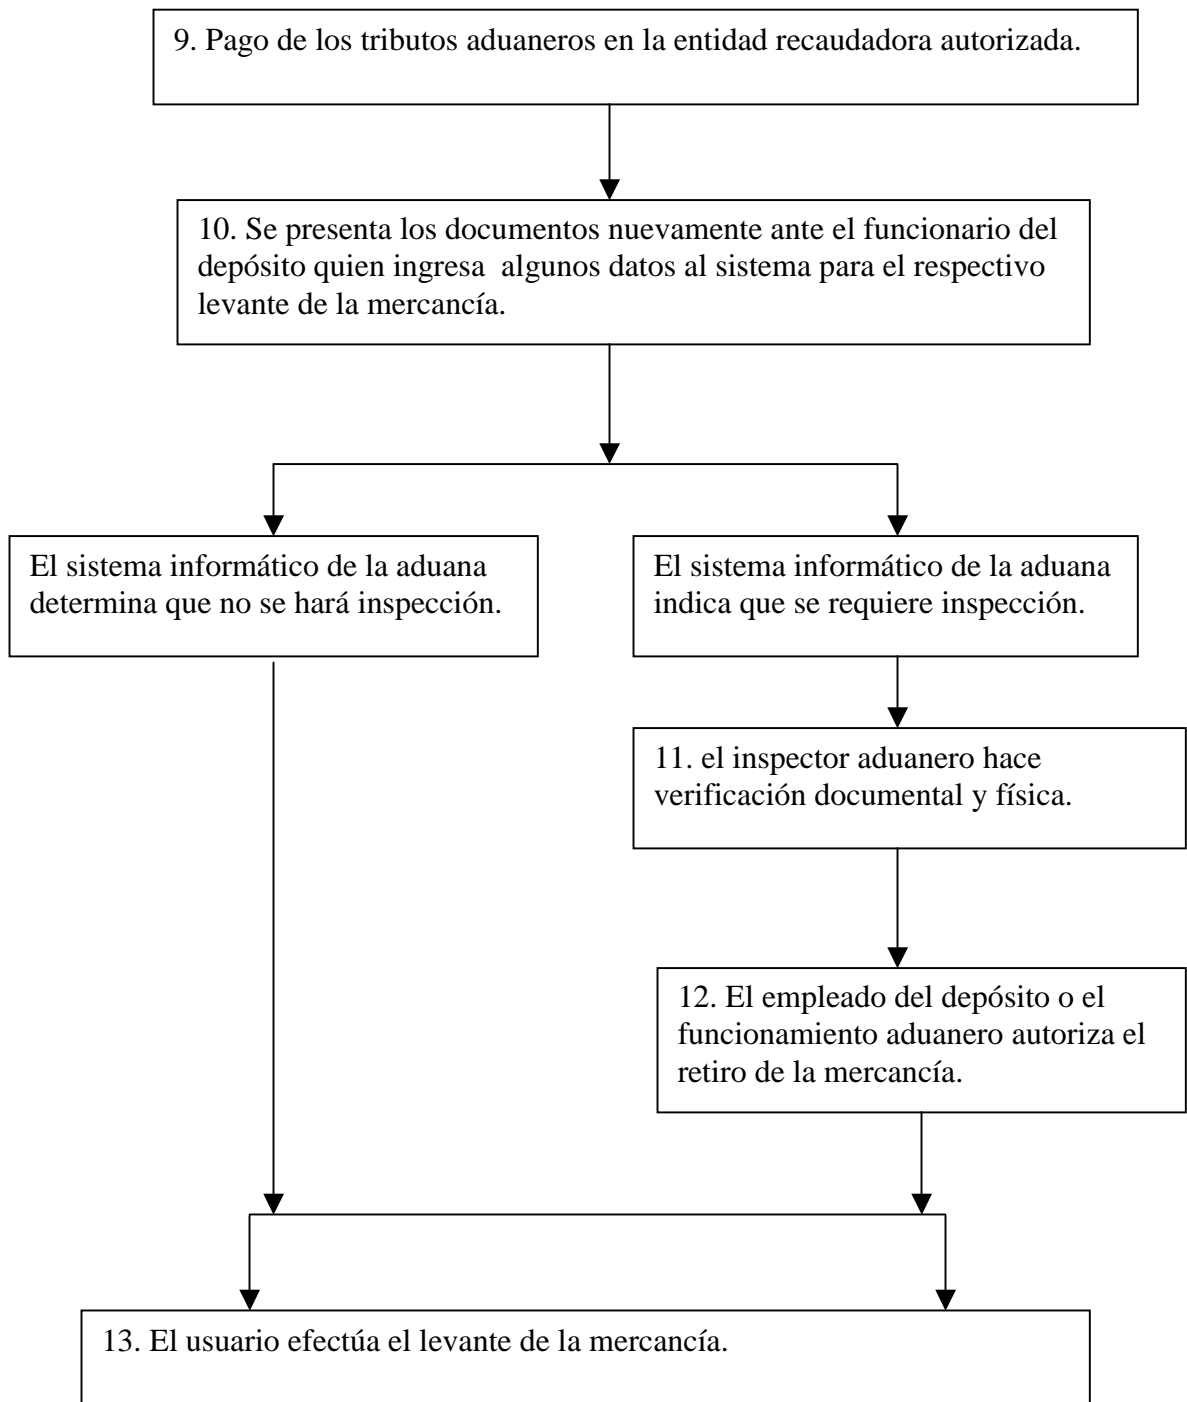 9. Pago de los tributos aduaneros en la entidad recaudadora autorizada.
10. Se presenta los documentos nuevamente ante el funcionario del
depósito quien ingresa  algunos datos al sistema para el respectivo
levante de la mercancía.
El sistema informático de la aduana
determina que no se hará inspección.
El sistema informático de la aduana
indica que se requiere inspección.
11. el inspector aduanero hace
verificación documental y física.
12. El empleado del depósito o el
funcionamiento aduanero autoriza el
retiro de la mercancía.
13. El usuario efectúa el levante de la mercancía.